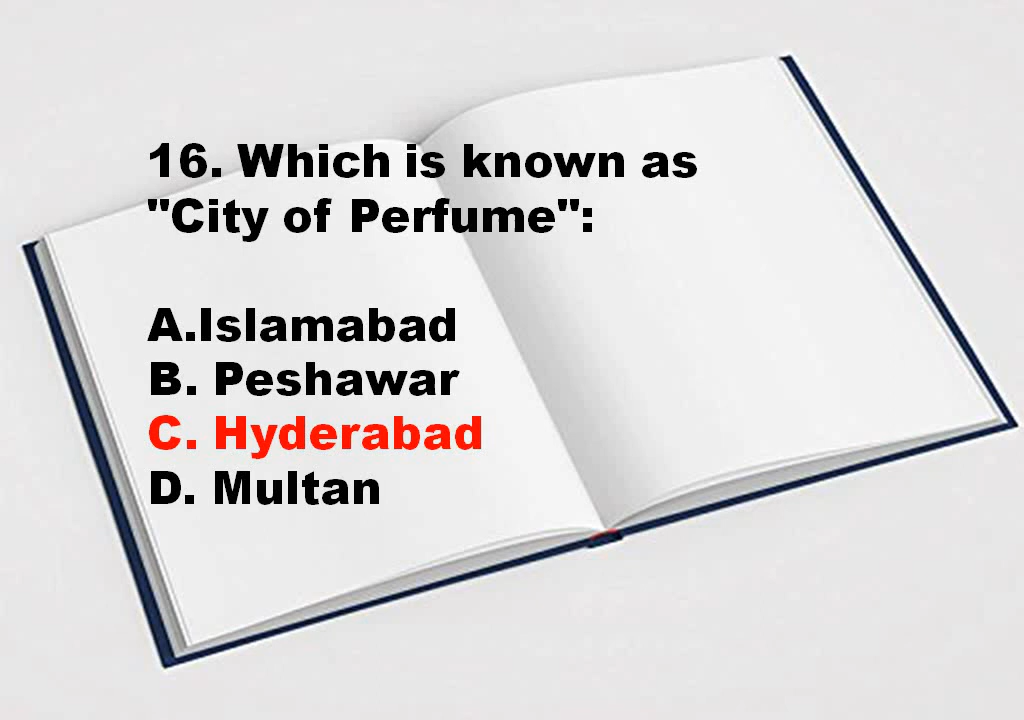 16. Which is known as
"City of Perfume":
A.Islamabad
B. Peshawar
C. Hyderabad
D. Multan